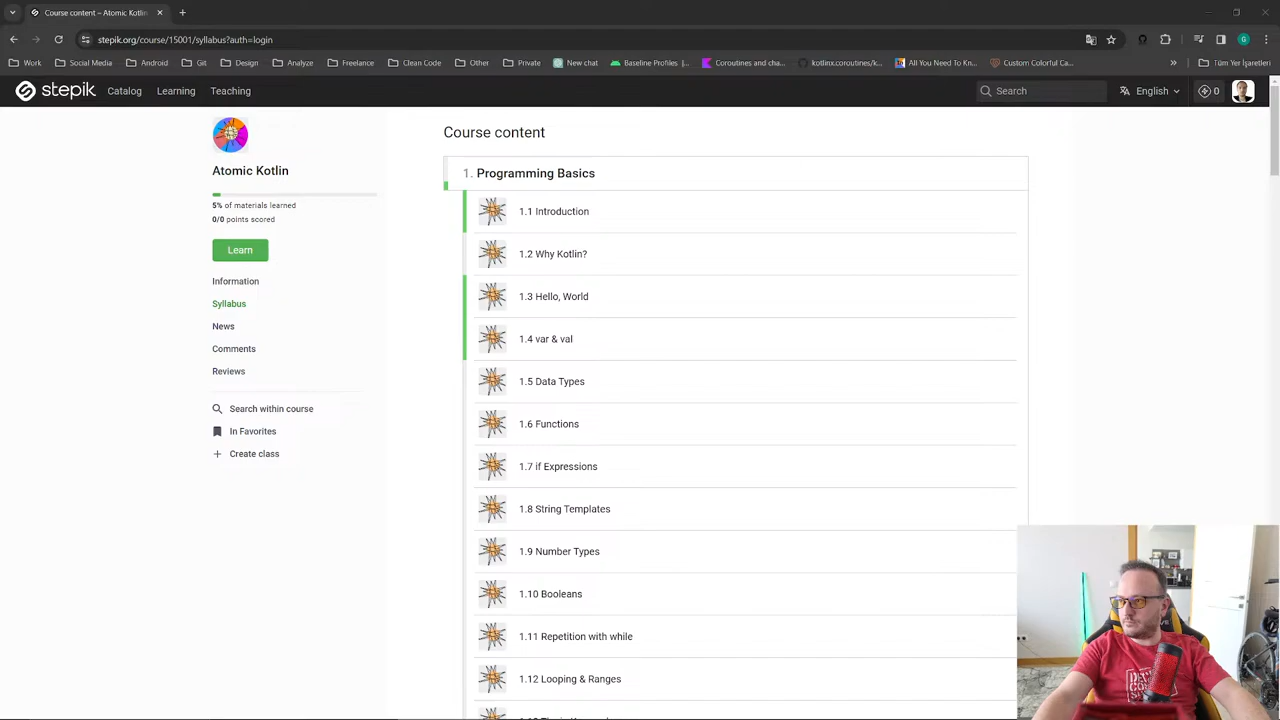 Course content – Atomic Kotlin
stepik.org/course/15001/syllabus?auth=login
Work
Social Media
Android
Git
Design
Analyze
Freelance
Clean Code
Other
Private
New chat
Baseline Profiles |...
Coroutines and cha...
kotlinx.coroutines/k...
All You Need To Kn...
Custom Colorful Ca...
»
Tüm Yer İşaretleri
stepik
Catalog
Learning
Teaching
Search
English
0
Atomic Kotlin
5% of materials learned
0/0 points scored
Learn
Information
Syllabus
News
Comments
Reviews
Search within course
In Favorites
Create class
Course content
1. Programming Basics
1.1 Introduction
1.2 Why Kotlin?
1.3 Hello, World
1.4 var & val
1.5 Data Types
1.6 Functions
1.7 if Expressions
1.8 String Templates
1.9 Number Types
1.10 Booleans
1.11 Repetition with while
1.12 Looping & Ranges